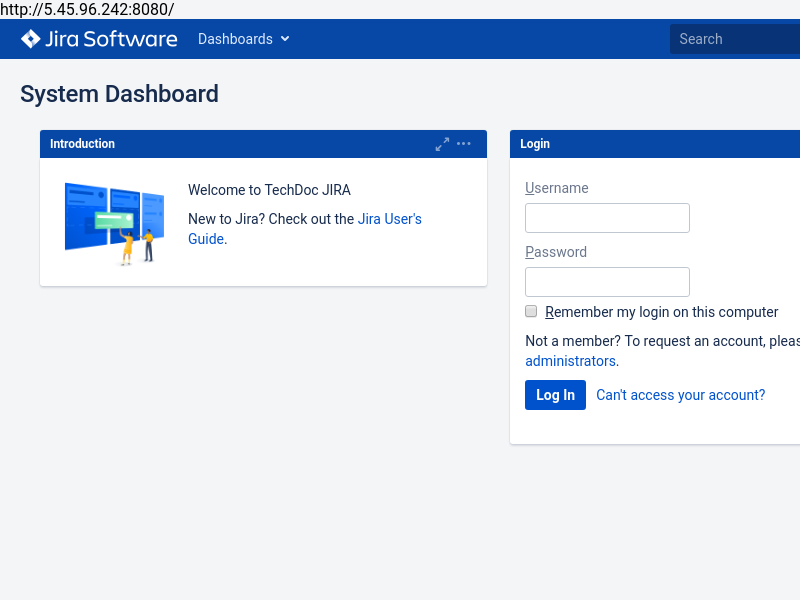 http://5.45.96.242:8080/
Jira Software Dashboards Search
System Dashboard
Introduction
Welcome to TechDoc JIRA
New to Jira? Check out the Jira User's
Guide.
Login
Username
Password
Remember my login on this computer
Not a member? To request an account,
administrators.
Log In Can't access your account?